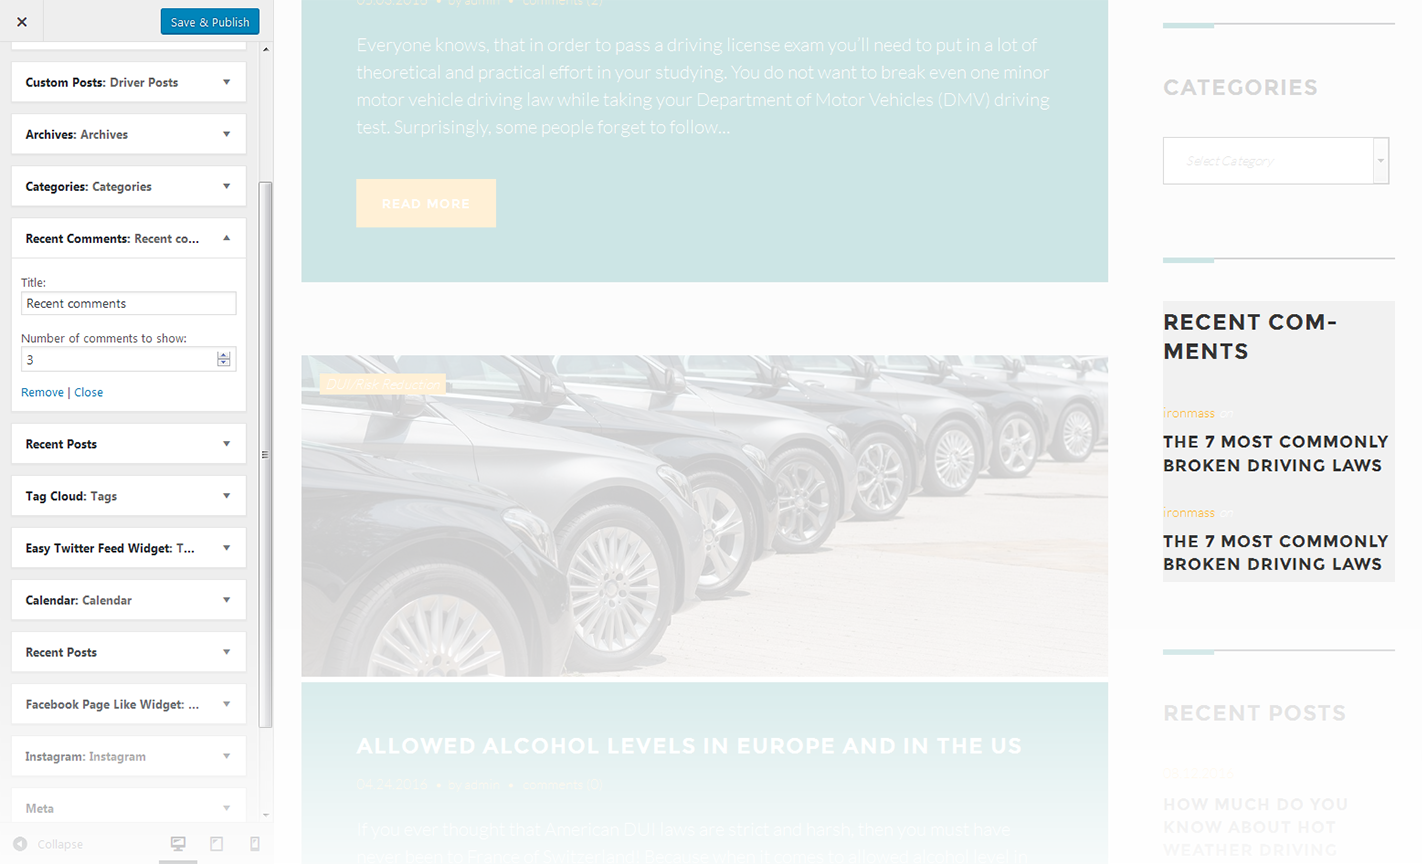 Save & Publish
Custom Posts: Driver Posts
Archives: Archives
Categories: Categories
Recent Comments: Recent co...
Title:
Recent comments
Number of comments to show:
3
Remove | Close
Recent Posts
Tag Cloud: Tags
Easy Twitter Feed Widget: T...
Calendar: Calendar
Recent Posts
Facebook Page Like Widget: ...
Instagram: Instagram
Meta
Collapse
by admin • comments (2)
Everyone knows, that in order to pass a driving license exam you'll need to put in a lot of
theoretical and practical effort in your studying. You do not want to break even one minor
motor vehicle driving law while taking your Department of Motor Vehicles (DMV) driving
test. Surprisingly, some people forget to follow...
READ MORE
DUI/Risk Reduction
ALLOWED ALCOHOL LEVELS IN EUROPE AND IN THE US
04.14.2016 • by admin • comments (0)
If you ever thought that American DUI laws are strict and harsh, then you must have
CATEGORIES
Select Category
RECENT COM-
MENTS
ironmass on
THE 7 MOST COMMONLY
BROKEN DRIVING LAWS
ironmass on
THE 7 MOST COMMONLY
BROKEN DRIVING LAWS
RECENT POSTS
HOW MUCH DO YOU
KNOW ABOUT HOT
WEATHER DRIVING